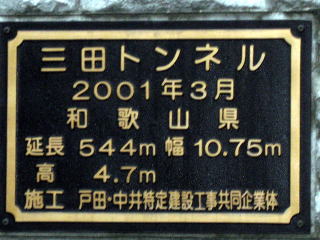 三田トンネル
2001年3月
和歌山県
延長 544m 幅 10.75m
高 4.7m
施工 戸田・中井特定建設工事共同企業体